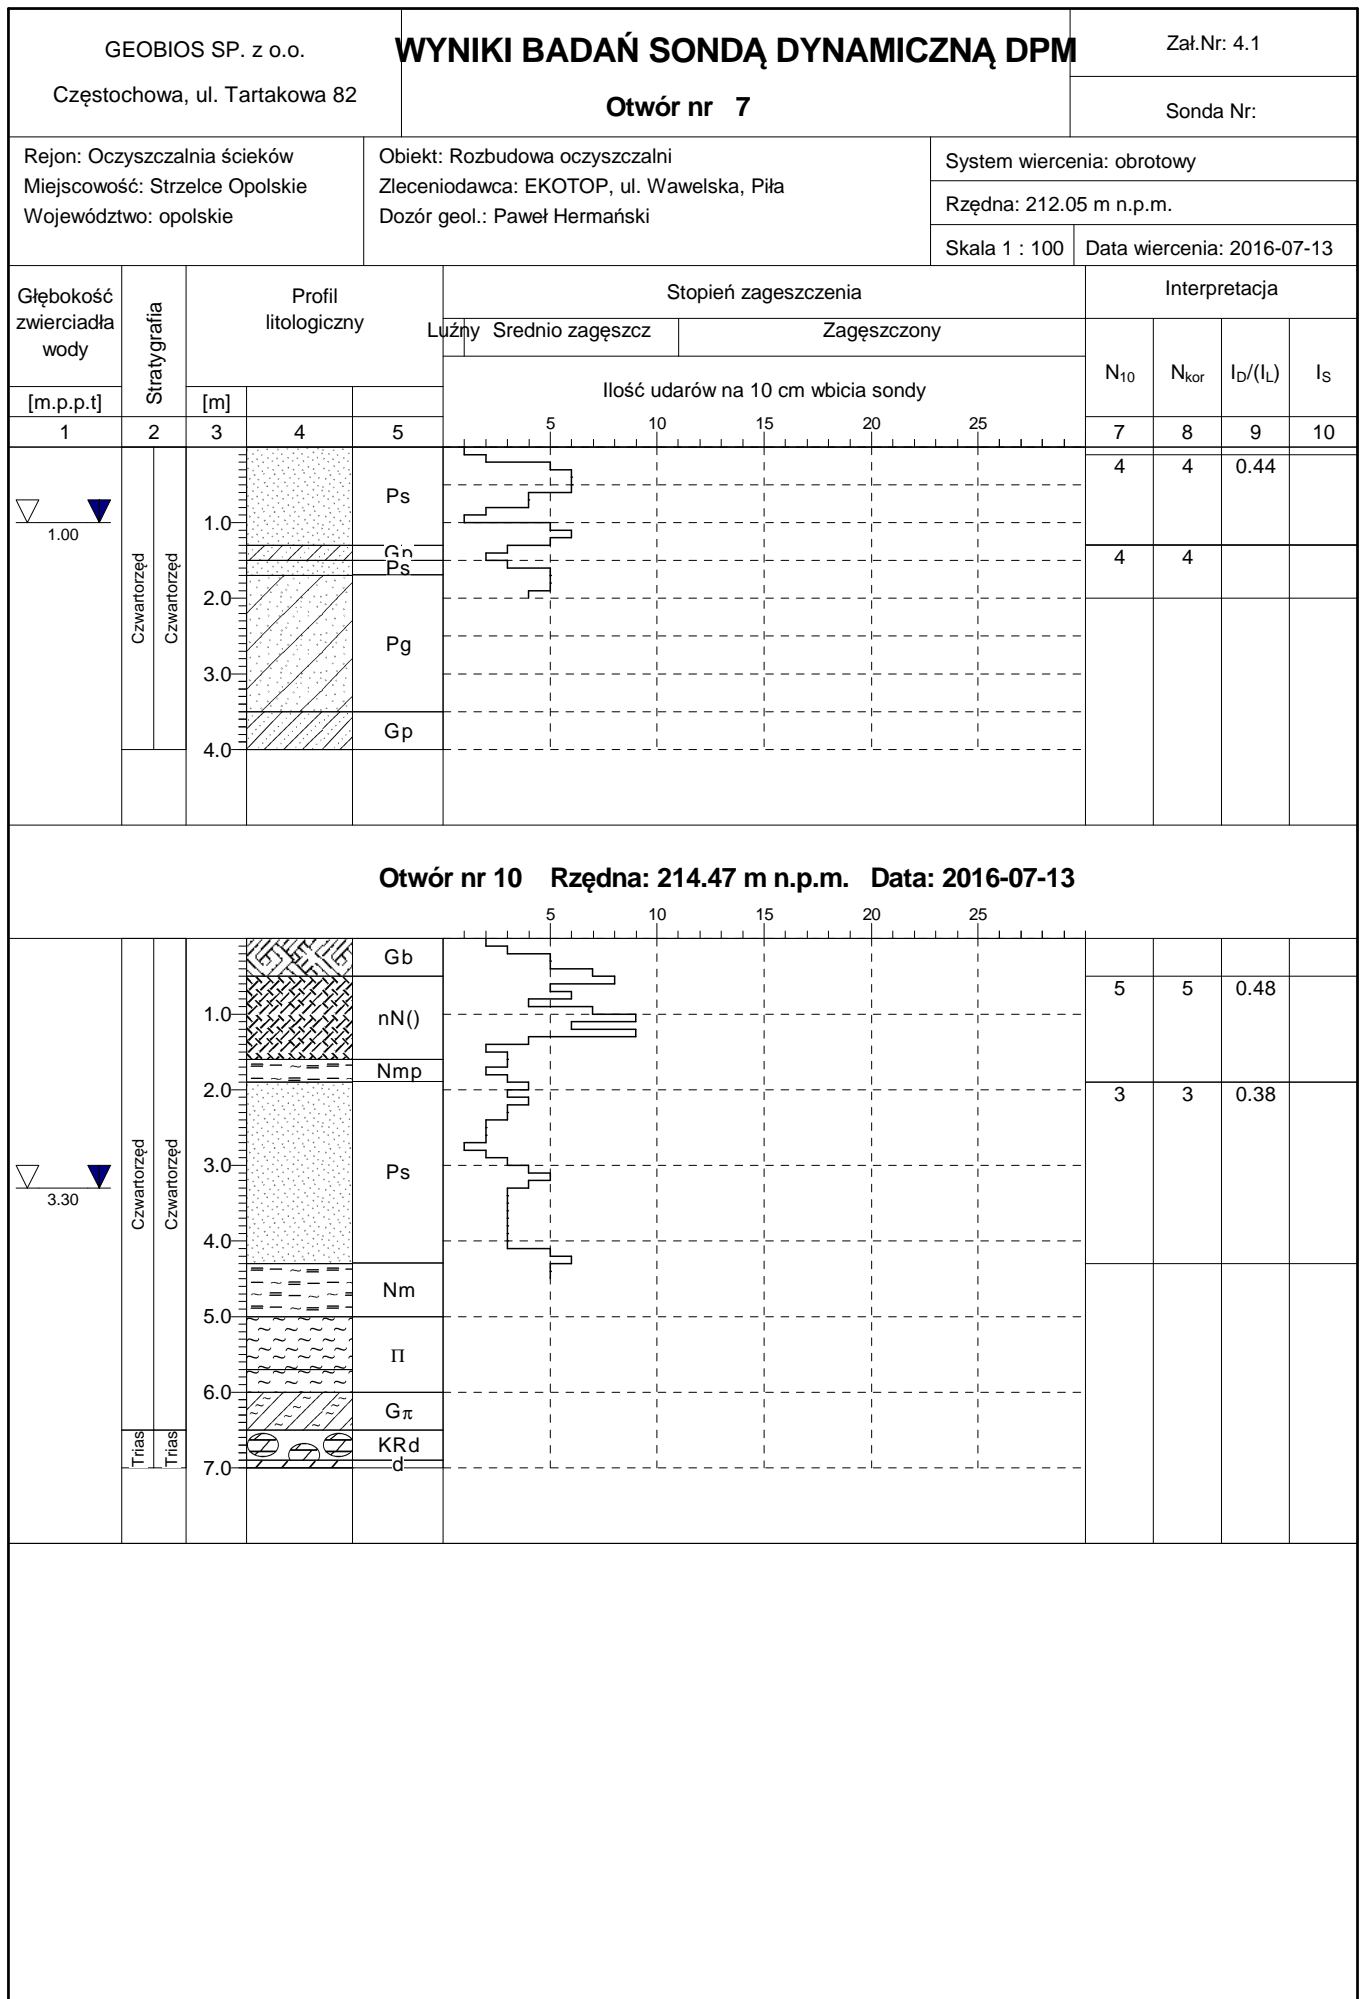 GEOBIOS SP. z o.o.
Częstochowa, ul. Tartakowa 82
WYNIKI BADAŃ SONDĄ DYNAMICZNĄ DPM
Otwór nr 7
Zał.Nr: 4.1
Sonda Nr:
Rejon: Oczyszczalnia ścieków
Miejscowość: Strzelce Opolskie
Województwo: opolskie
Obiekt: Rozbudowa oczyszczalni
Zleceniodawca: EKOTOP, ul. Wawelska, Piła
Dozór geol.: Paweł Hermański
System wiercenia: obrotowy
Rzędna: 212.05 m n.p.m.
Skala 1 : 100
Data wiercenia: 2016-07-13
Głębokość
zwierciadła
wody
[m.p.p.t]
Stratygrafia
Profil
litologiczny
[m]
Stopień zageszczenia
Luźny Srednio zagęszcz Zagęszczony
Ilość udarów na 10 cm wbicia sondy
5 10 15 20 25
Interpretacja
N10 Nkor ID/(IL) IS
1 2 3 4 5 7 8 9 10
1.00
Czwartorzęd
Czwartorzęd
1.0
2.0
3.0
4.0
Ps
Gp
Ps
Pg
Gp
4 4 0.44
4 4
Otwór nr 10 Rzędna: 214.47 m n.p.m. Data: 2016-07-13
5 10 15 20 25
3.30
Czwartorzęd
Czwartorzęd
Trias
Trias
1.0
2.0
3.0
4.0
5.0
6.0
7.0
Gb
nN()
Nmp
Ps
Nm
Π
Gπ
KRd
d
5 5 0.48
3 3 0.38